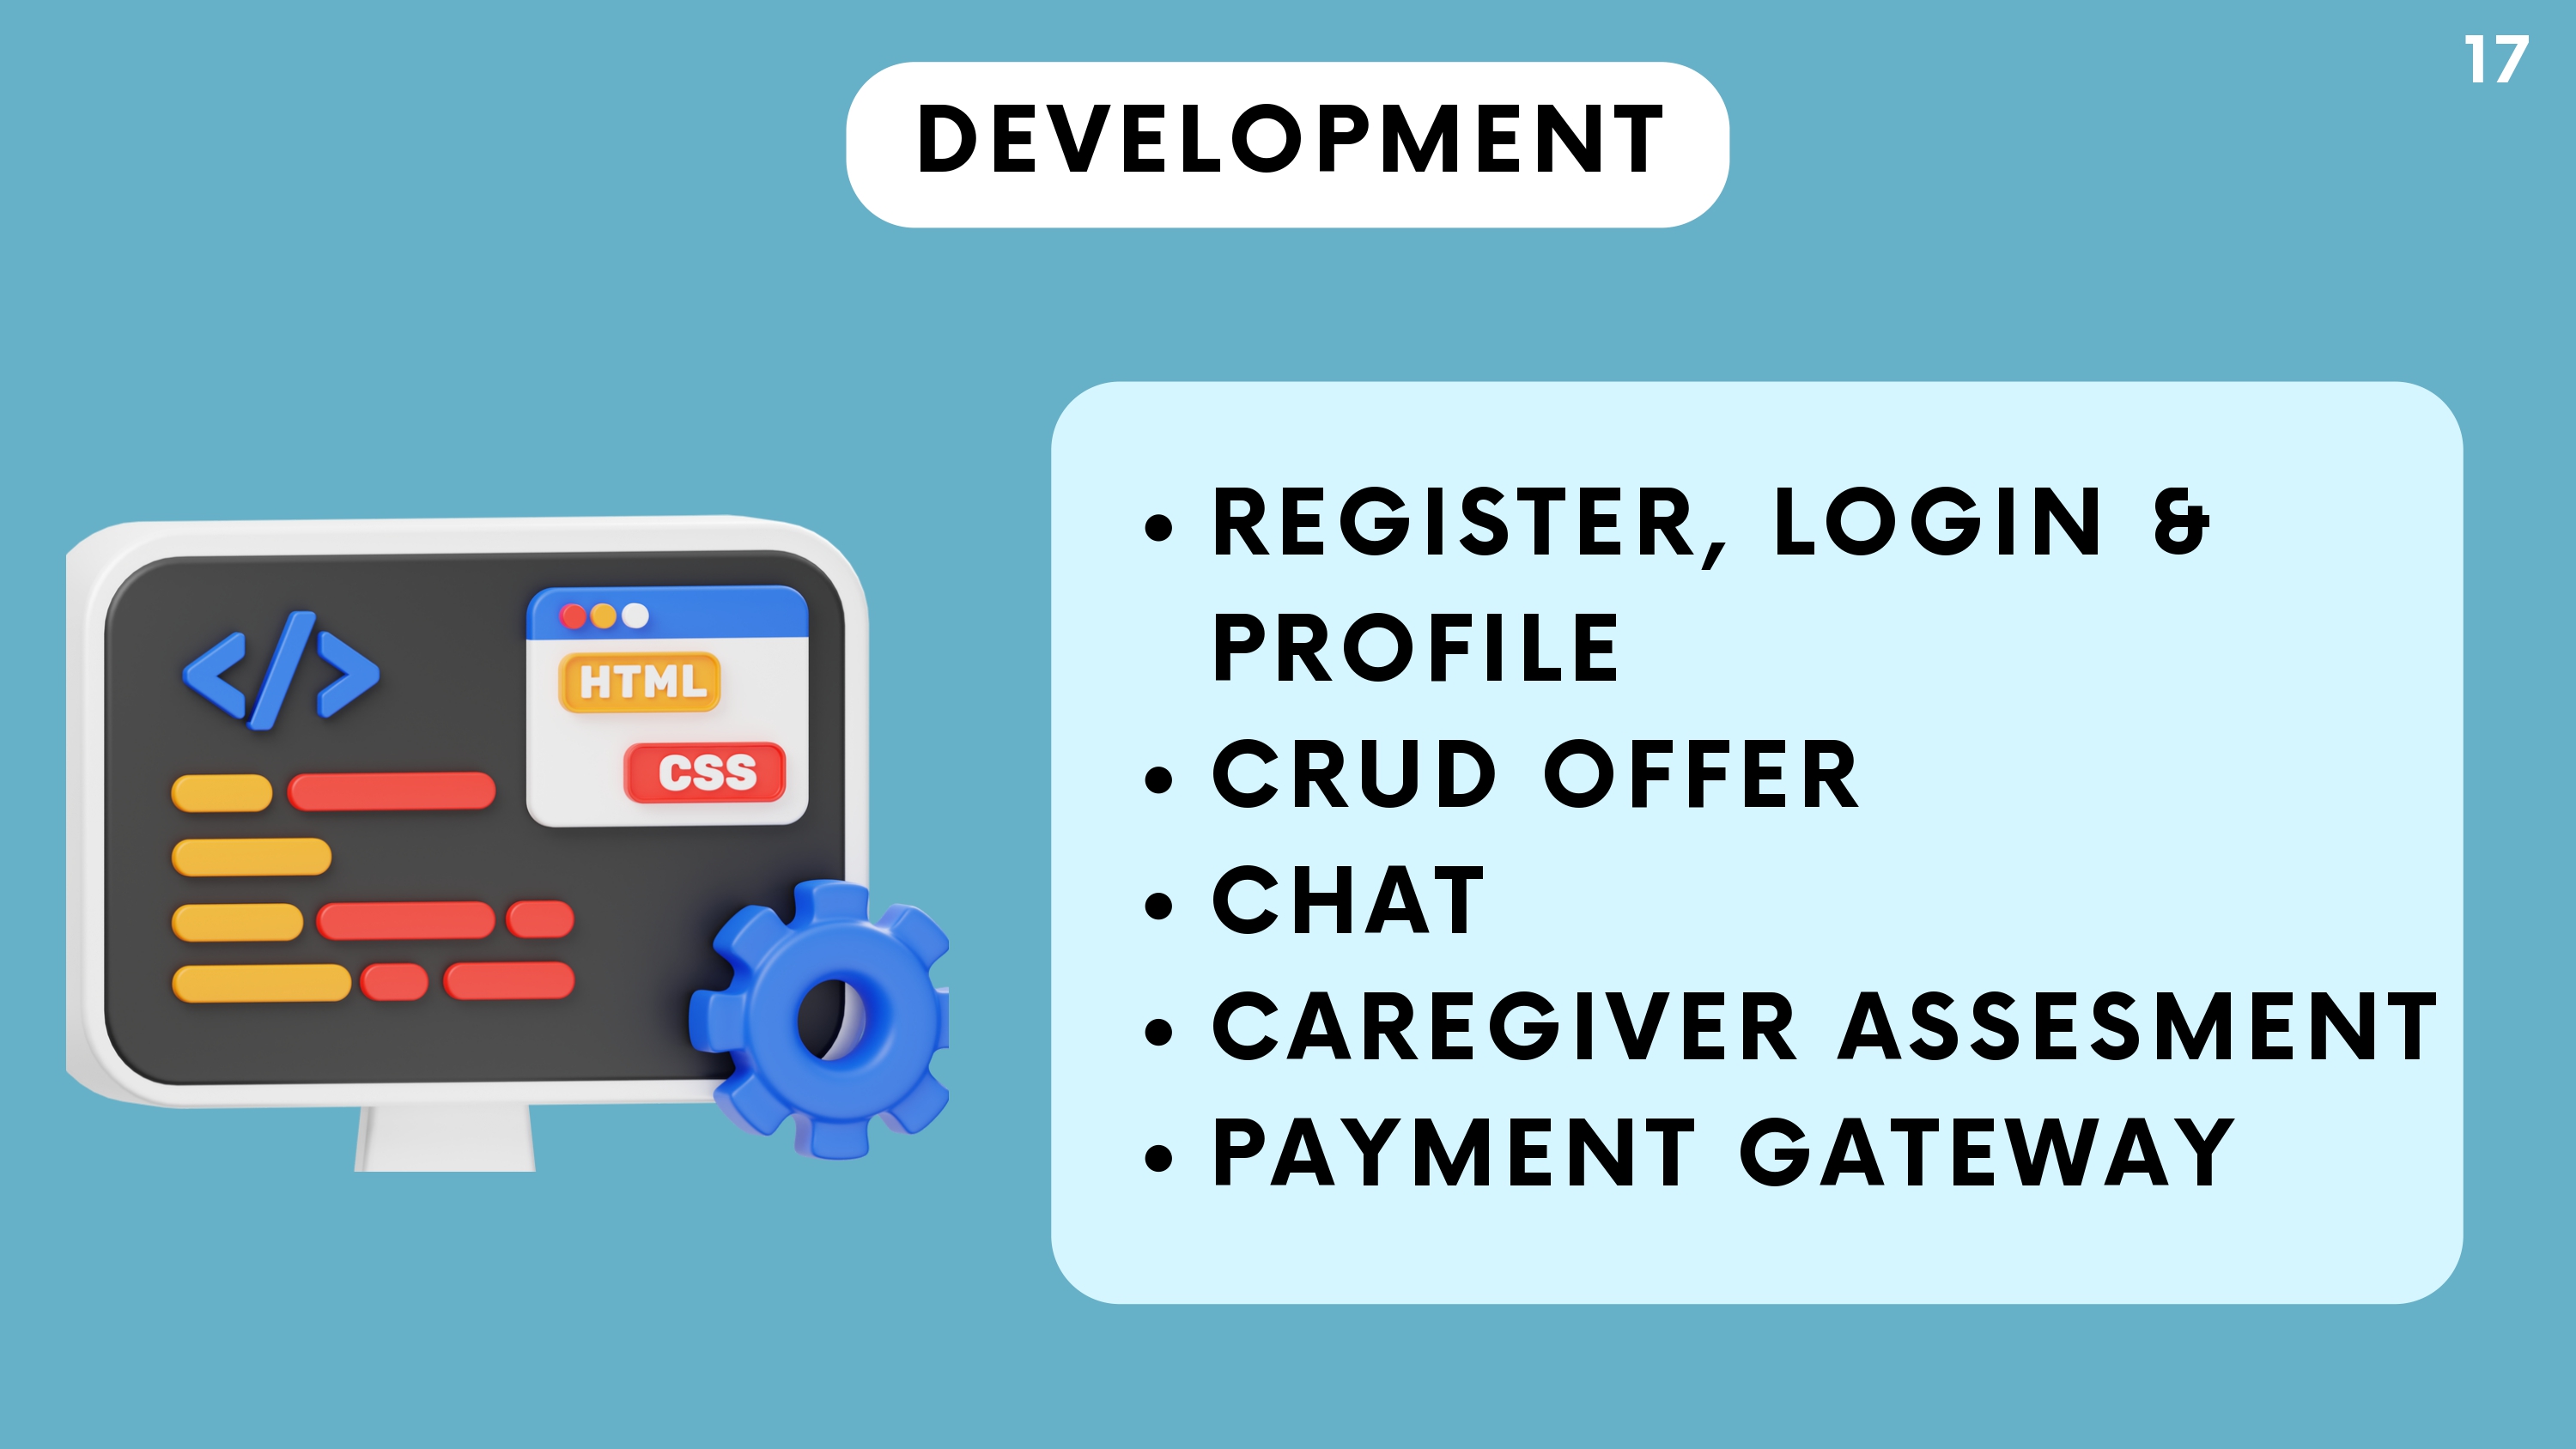 17
DEVELOPMENT
</>
HTML
CSS
• REGISTER, LOGIN &
PROFILE
• CRUD OFFER
• CHAT
• CAREGIVER ASSESMENT
• PAYMENT GATEWAY